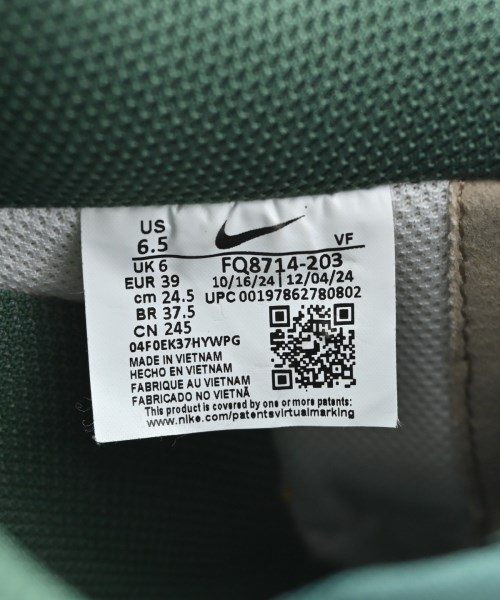 US
6.5 VF
UK 6 FQ8714-203
EUR 39 10/16/24 12/04/24
cm 24.5 UPC 00197862780802
BR 37.5
CN 245
04F0EK37HYWPG
MADE IN VIETNAM
HECHO EN VIETNAM
FABRIQUE AU VIETNAM
FABRICADO NO VIETNÃ
This product is covered by one or more patents:
www.nike.com/patentsvirtualmarking